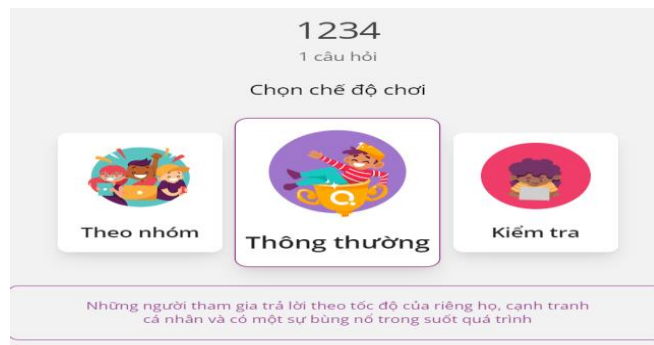 1234
1 câu hỏi
Chọn chế độ chơi
Theo nhóm
Thông thường
Kiểm tra
Những người tham gia trả lời theo tốc độ của riêng họ, cạnh tranh
cá nhân và có một sự bùng nổ trong suốt quá trình